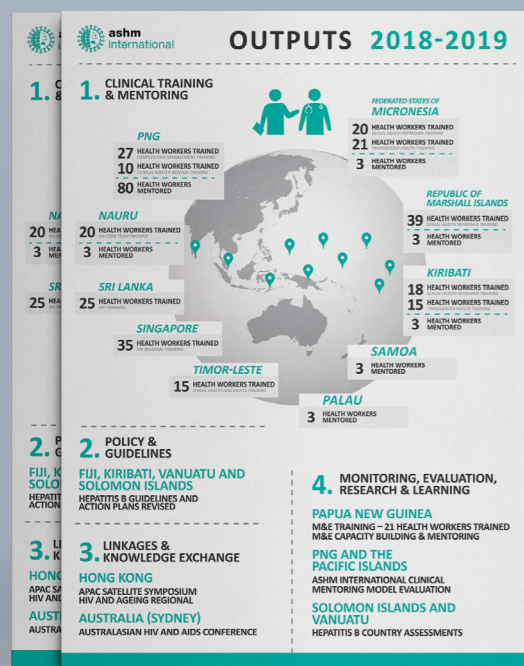 ashm
international
OUTPUTS 2018-2019
1. CLINICAL TRAINING
& MENTORING
PNG
27 HEALTH WORKERS TRAINED
10 HEALTH WORKERS TRAINED
80 HEALTH WORKERS
MENTORED
NAURU
20 HEALTH WORKERS TRAINED
3 HEALTH WORKERS
MENTORED
SRI LANKA
25 HEALTH WORKERS TRAINED
SINGAPORE
35 HEALTH WORKERS TRAINED
TIMOR-LESTE
15 HEALTH WORKERS TRAINED
FEDERATED STATES OF
MICRONESIA
20 HEALTH WORKERS TRAINED
21 HEALTH WORKERS TRAINED
3 HEALTH WORKERS
MENTORED
REPUBLIC OF
MARSHALL ISLANDS
39 HEALTH WORKERS TRAINED
3 HEALTH WORKERS
MENTORED
KIRIBATI
18 HEALTH WORKERS TRAINED
15 HEALTH WORKERS TRAINED
3 HEALTH WORKERS
MENTORED
SAMOA
3 HEALTH WORKERS
MENTORED
PALAU
3 HEALTH WORKERS
MENTORED
2. POLICY &
GUIDELINES
FIJI, KIRIBATI, VANUATU AND
SOLOMON ISLANDS
HEPATITIS B GUIDELINES AND
ACTION PLANS REVISED
3. LINKAGES &
KNOWLEDGE EXCHANGE
HONG KONG
APAC SATELLITE SYMPOSIUM
HIV AND AGEING REGIONAL
AUSTRALIA (SYDNEY)
AUSTRALASIAN HIV AND AIDS CONFERENCE
4. MONITORING, EVALUATION,
RESEARCH & LEARNING
PAPUA NEW GUINEA
M&E TRAINING – 21 HEALTH WORKERS TRAINED
M&E CAPACITY BUILDING & MENTORING
PNG AND THE
PACIFIC ISLANDS
ASHM INTERNATIONAL CLINICAL
MENTORING MODEL EVALUATION
SOLOMON ISLANDS AND
VANUATU
HEPATITIS B COUNTRY ASSESSMENTS